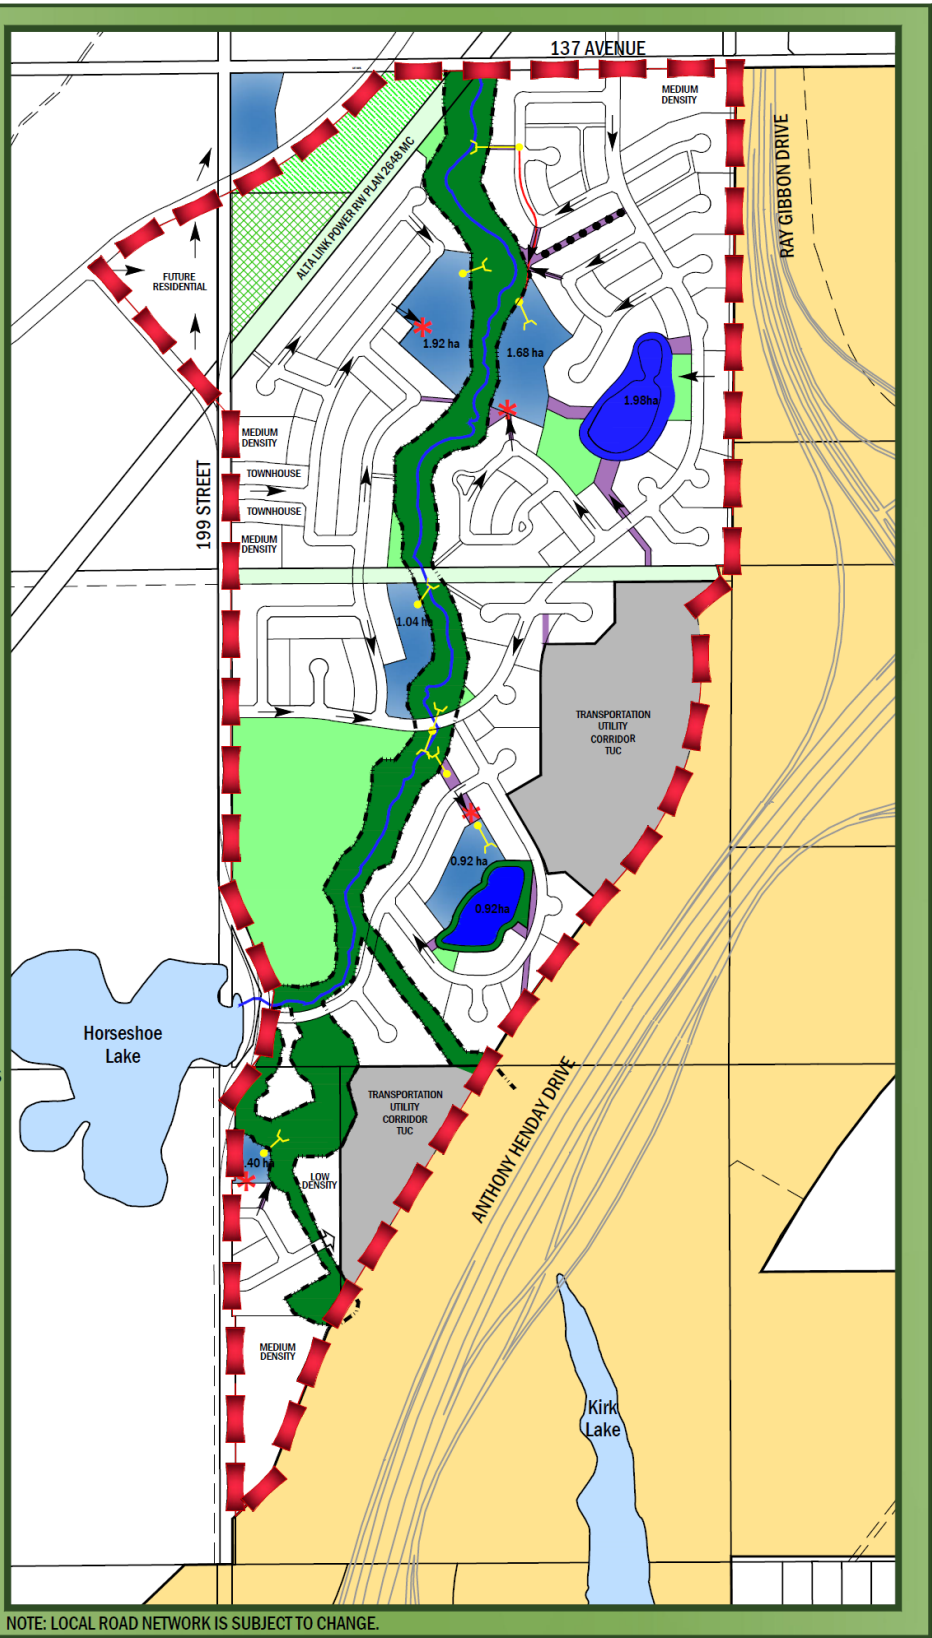 137 AVENUE
MEDIUM
DENSITY
RAY GIBBON DRIVE
ALTA LINK POWER RW PLAN 2648 MC
FUTURE
RESIDENTIAL
1.92 ha
1.68 ha
1.98ha
MEDIUM
DENSITY
TOWNHOUSE
199 STREET
TOWNHOUSE
MEDIUM
DENSITY
1.04 ha
TRANSPORTATION
UTILITY
CORRIDOR
TUC
0.92 ha
0.92ha
Horseshoe
Lake
TRANSPORTATION
UTILITY
CORRIDOR
TUC
ANTHONY HENDAY DRIVE
.40 ha
LOW
DENSITY
MEDIUM
DENSITY
Kirk
Lake
NOTE: LOCAL ROAD NETWORK IS SUBJECT TO CHANGE.